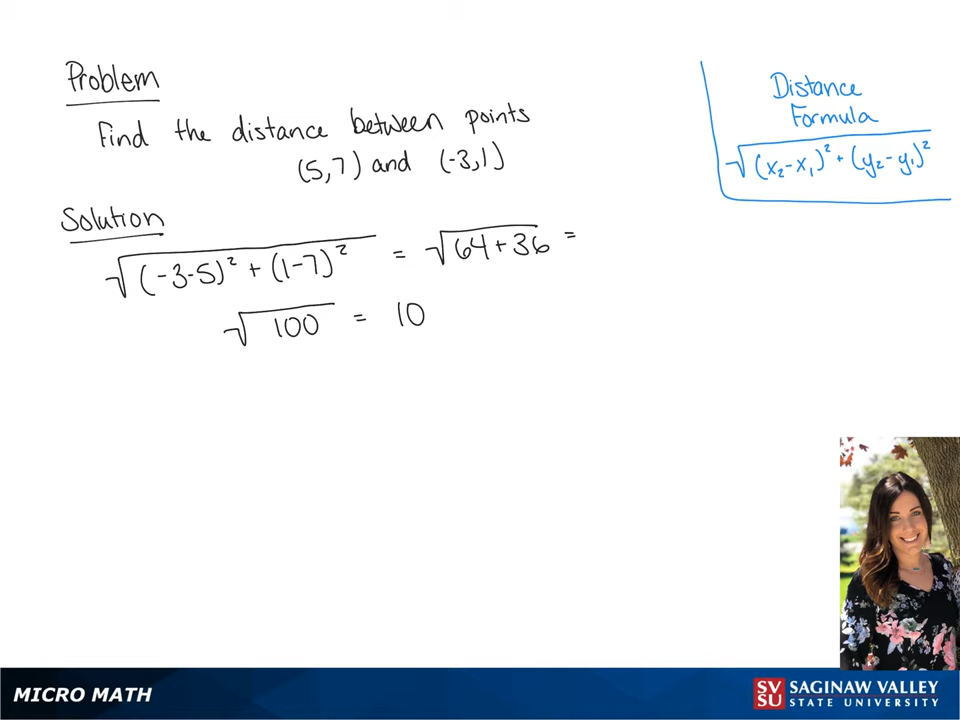 Problem
Find the distance between points
(5,7) and (-3,1)
Solution
√((-3-5)² + (1-7)²) = √(64+36) =
√100 = 10
Distance
Formula
√((x₂-x₁)² + (y₂-y₁)²)
MICRO MATH
SV
SU
SAGINAW VALLEY
STATE UNIVERSITY